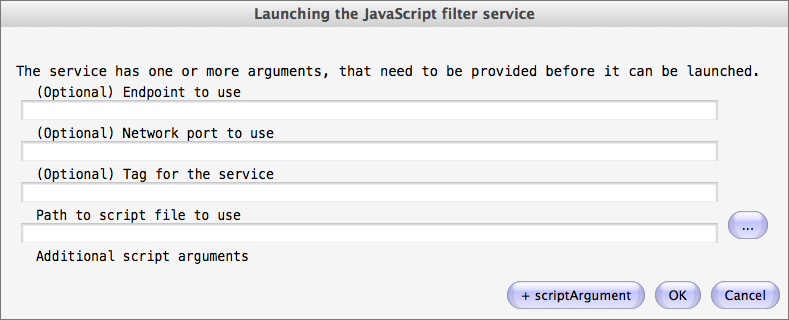 Launching the JavaScript filter service
The service has one or more arguments, that need to be provided before it can be launched.
(Optional) Endpoint to use
(Optional) Network port to use
(Optional) Tag for the service
Path to script file to use
...
Additional script arguments
+ scriptArgument OK Cancel